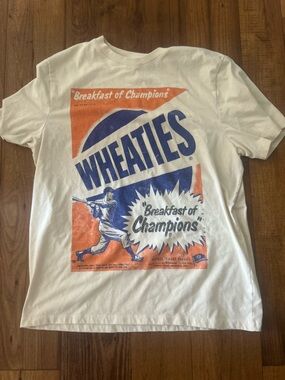 "Breakfast of Champions"
WHEATIES
"Breakfast of
Champions"